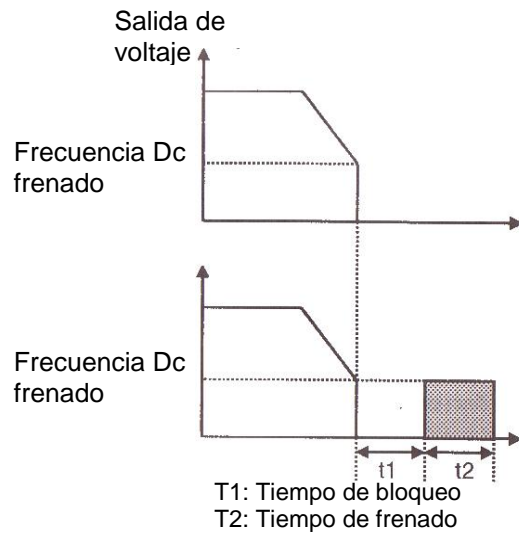 Salida de
voltaje
Frecuencia Dc
frenado
Frecuencia Dc
frenado
t1 t2
T1: Tiempo de bloqueo
T2: Tiempo de frenado